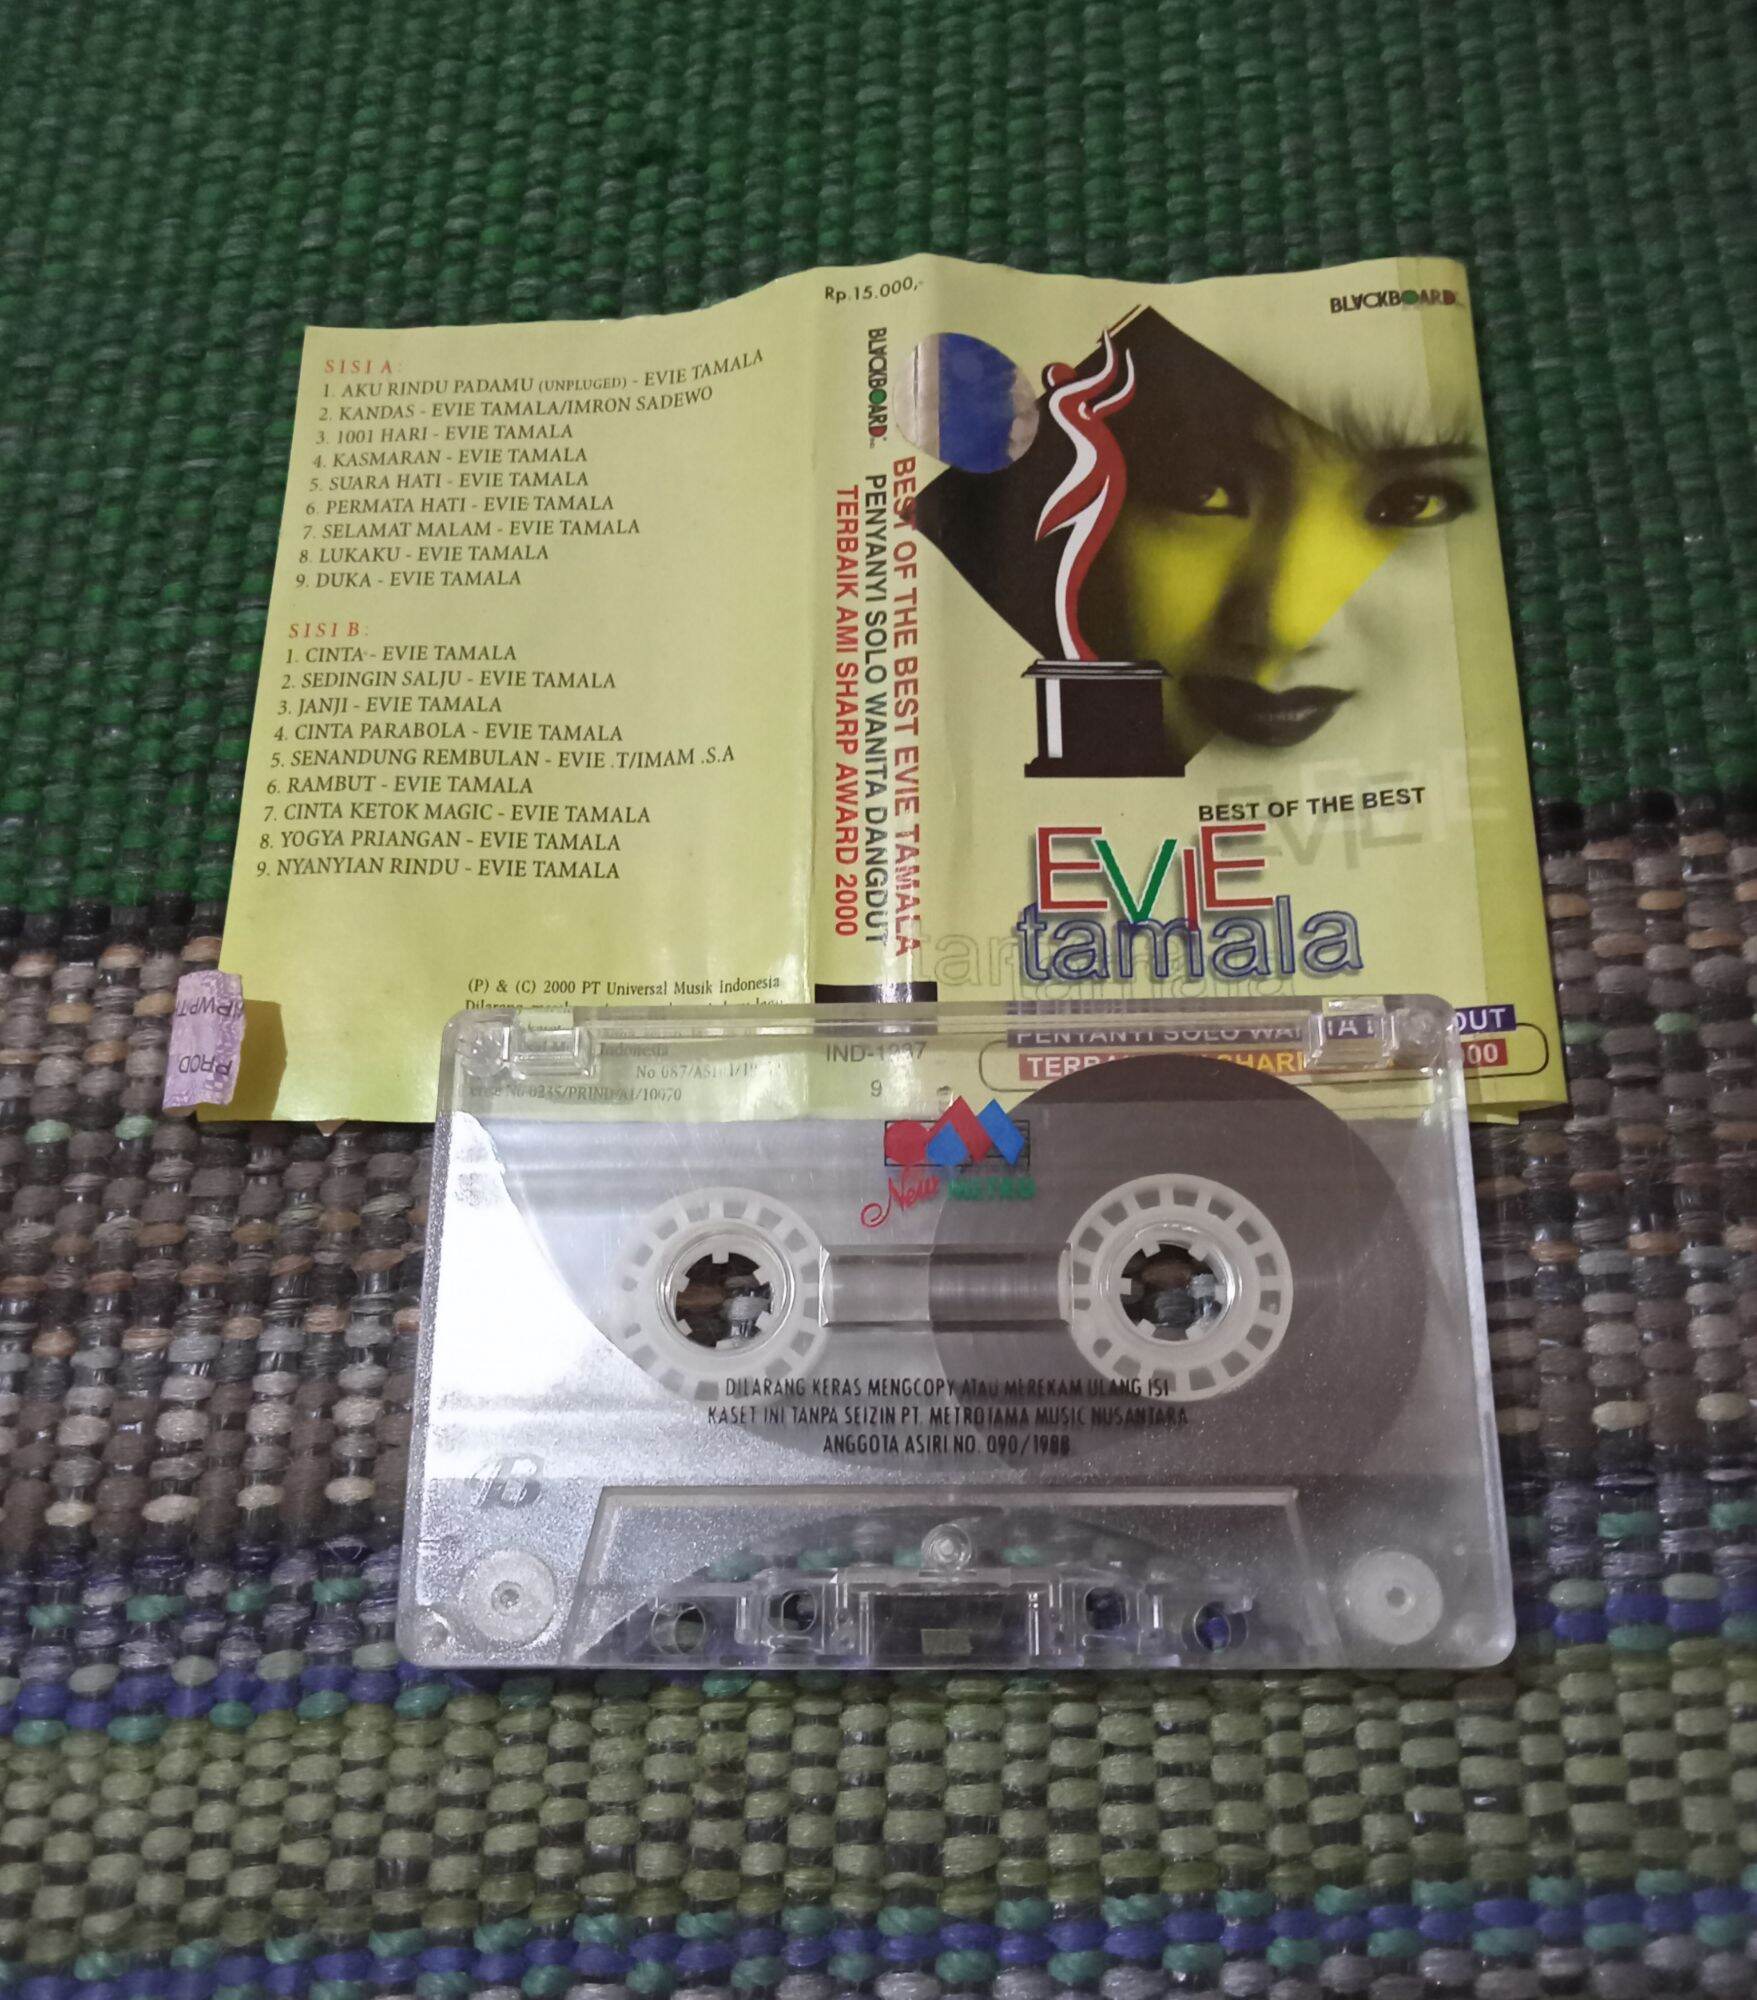 SISI A:
1. AKU RINDU PADAMU (UNPLUGED) - EVIE TAMALA
2. KANDAS - EVIE TAMALA/IMRON SADEWO
3. 1001 HARI - EVIE TAMALA
4. KASMARAN - EVIE TAMALA
5. SUARA HATI - EVIE TAMALA
6. PERMATA HATI - EVIE TAMALA
7. SELAMAT MALAM - EVIE TAMALA
8. LUKAKU - EVIE TAMALA
9. DUKA - EVIE TAMALA
SISI B:
1. CINTA - EVIE TAMALA
2. SEDINGIN SALJU - EVIE TAMALA
3. JANJI - EVIE TAMALA
4. CINTA PARABOLA - EVIE TAMALA
5. SENANDUNG REMBULAN - EVIE .T/IMAM .S.A
6. RAMBUT - EVIE TAMALA
7. CINTA KETOK MAGIC - EVIE TAMALA
8. YOGYA PRIANGAN - EVIE TAMALA
9. NYANYIAN RINDU - EVIE TAMALA
(P) & (C) 2000 PT Universal Musik Indonesia
Indonesia
PROD
Rp.15.000,-
BLACKBOARD
BEST OF THE BEST EVIE TAMALA
PENYANYI SOLO WANITA DANGDUT
TERBAIK AMI SHARP AWARD 2000
9
BLACKBOARD
BEST OF THE BEST
EVIE
tamala
PENYANYI SOLO
New METRO
DILARANG KERAS MENGCOPY ATAU MEREKAM ULANG ISI
KASET INI TANPA SEIZIN PT. METROTAMA MUSIC NUSANTARA
ANGGOTA ASIRI NO. 090/1988
B